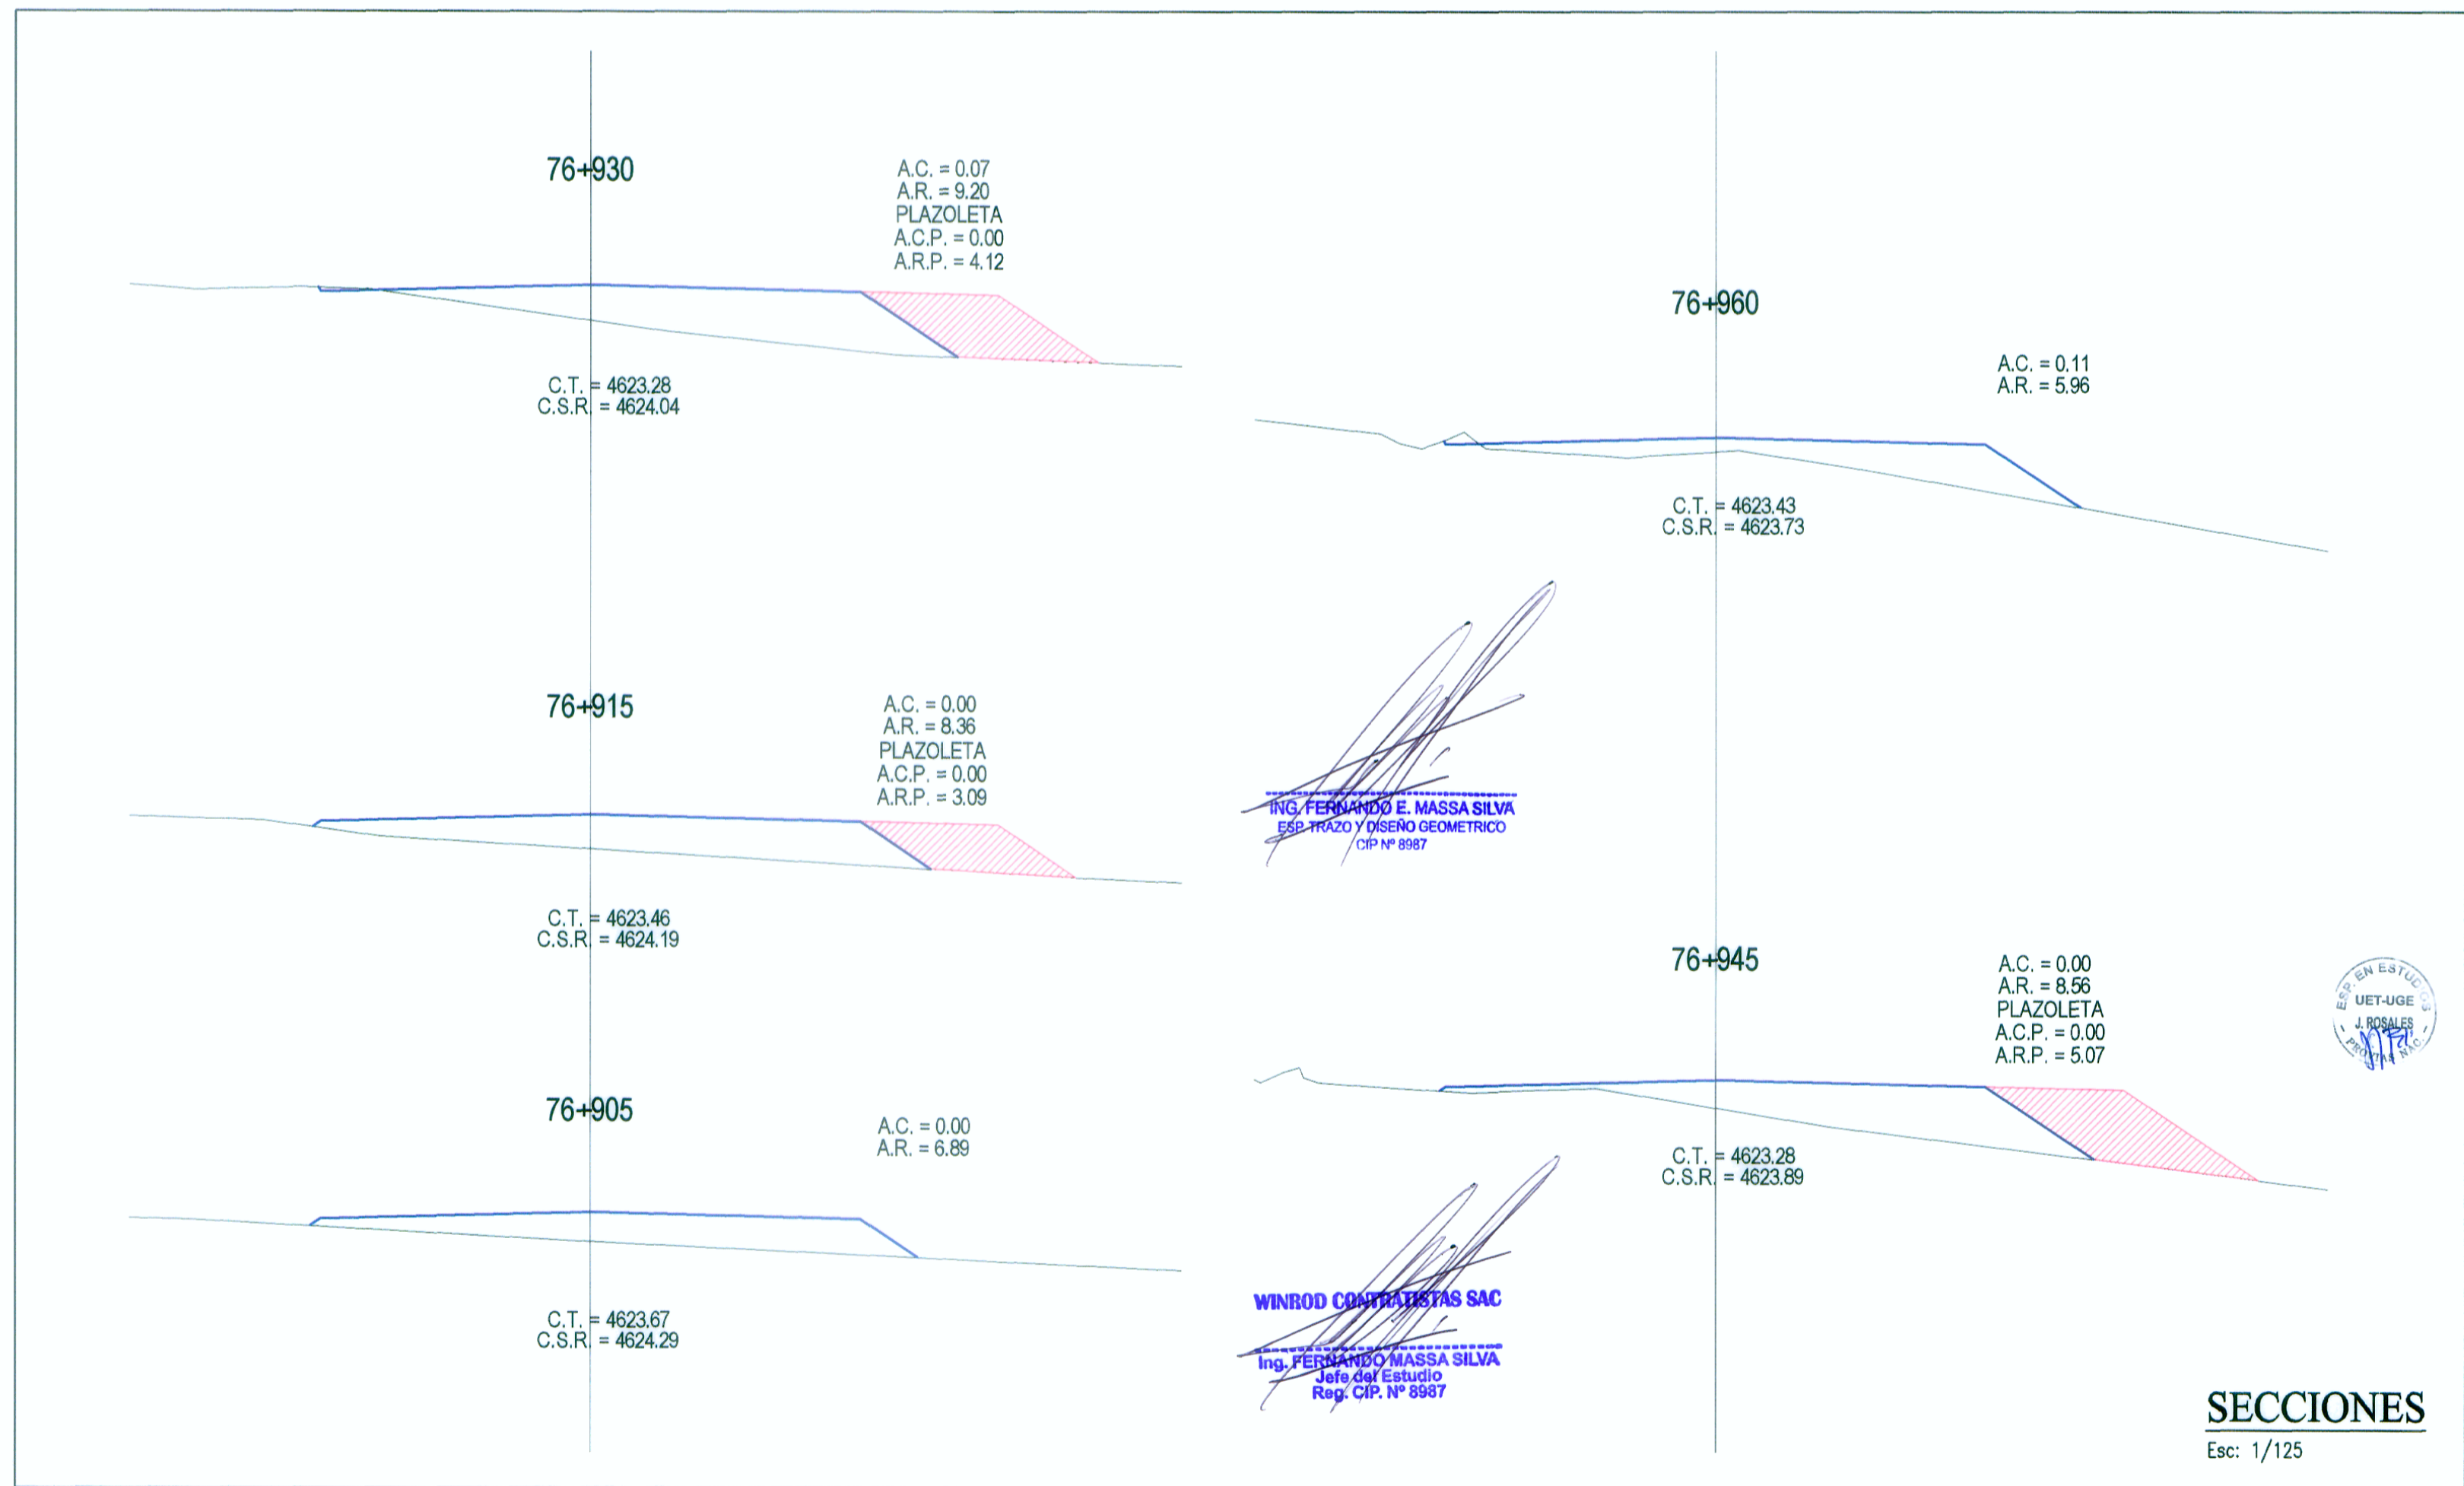 76+930
A.C. = 0.07
A.R. = 9.20
PLAZOLETA
A.C.P. = 0.00
A.R.P. = 4.12
C.T. = 4623.28
C.S.R. = 4624.04
76+915
A.C. = 0.00
A.R. = 8.36
PLAZOLETA
A.C.P. = 0.00
A.R.P. = 3.09
C.T. = 4623.46
C.S.R. = 4624.19
76+905
A.C. = 0.00
A.R. = 6.89
C.T. = 4623.67
C.S.R. = 4624.29
76+960
A.C. = 0.11
A.R. = 5.96
C.T. = 4623.43
C.S.R. = 4623.73
ING. FERNANDO E. MASSA SILVA
ESP. TRAZO Y DISEÑO GEOMETRICO
CIP Nº 8987
76+945
A.C. = 0.00
A.R. = 8.56
PLAZOLETA
A.C.P. = 0.00
A.R.P. = 5.07
C.T. = 4623.28
C.S.R. = 4623.89
ESP. EN ESTUDIOS
UET-UGE
J. ROSALES
PROVIAS NAC.
WINROD CONTRATISTAS SAC
Ing. FERNANDO MASSA SILVA
Jefe del Estudio
Reg. CIP. Nº 8987
SECCIONES
Esc: 1/125